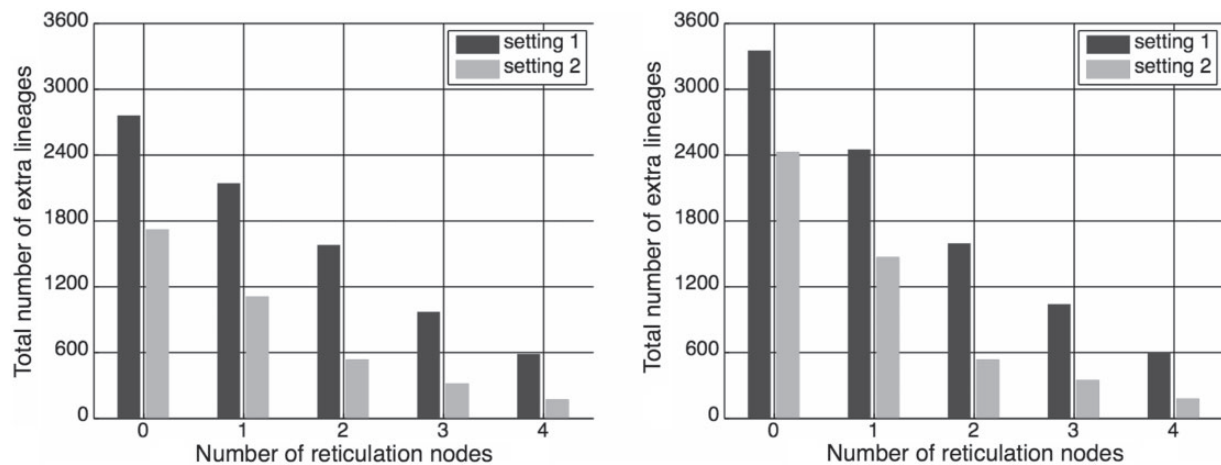 Total number of extra lineages
3600
3000
2400
1800
1200
600
0
setting 1
setting 2
0 1 2 3 4
Number of reticulation nodes
Total number of extra lineages
3600
3000
2400
1800
1200
600
0
setting 1
setting 2
0 1 2 3 4
Number of reticulation nodes